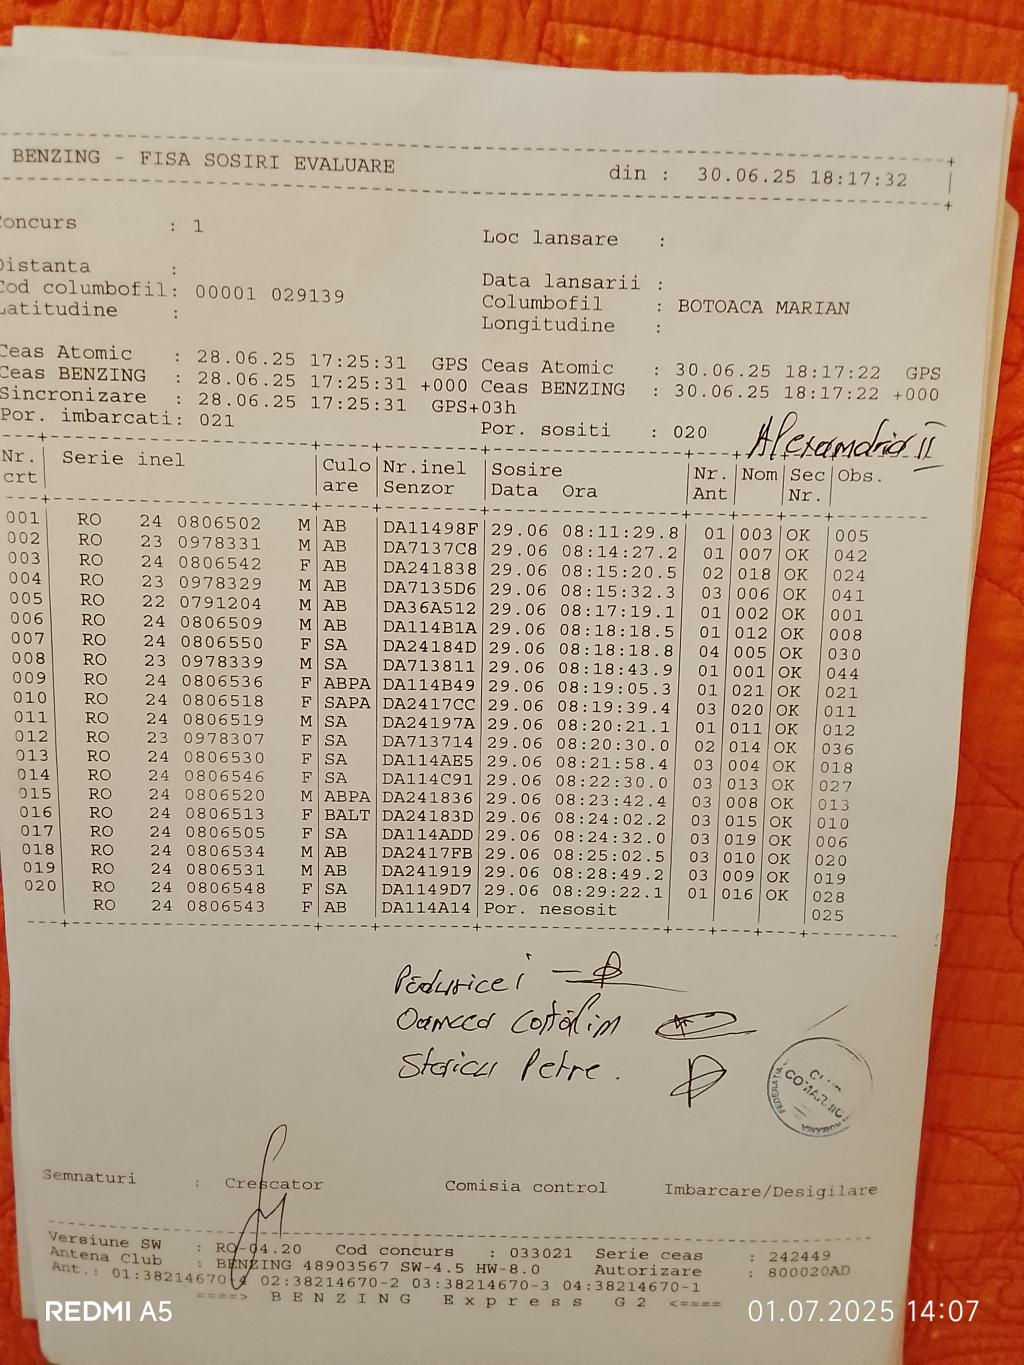 BENZING - FISA SOSIRI EVALUARE din : 30.06.25 18:17:32
Concurs : 1 Loc lansare :
Distanta : Data lansarii :
Cod columbofil: 00001 029139 Columbofil : BOTOACA MARIAN
Latitudine : Longitudine :
Ceas Atomic : 28.06.25 17:25:31 GPS Ceas Atomic : 30.06.25 18:17:22 GPS
Ceas BENZING : 28.06.25 17:25:31 +000 Ceas BENZING : 30.06.25 18:17:22 +000
Sincronizare : 28.06.25 17:25:31 GPS+03h
Por. imbarcati: 021 Por. sositi : 020 Alexandria II
Nr. crt Serie inel Culo are Nr.inel Senzor Sosire Data Ora Nr. Ant Nom Sec Nr. Obs.
001 RO 24 0806502 M AB DA11498F 29.06 08:11:29.8 01 003 OK 005
002 RO 23 0978331 M AB DA7137C8 29.06 08:14:27.2 01 007 OK 042
003 RO 24 0806542 F AB DA241838 29.06 08:15:20.5 02 018 OK 024
004 RO 23 0978329 M AB DA7135D6 29.06 08:15:32.3 03 006 OK 041
005 RO 22 0791204 M AB DA36A512 29.06 08:17:19.1 01 002 OK 001
006 RO 24 0806509 M AB DA114B1A 29.06 08:18:18.5 01 012 OK 008
007 RO 24 0806550 F SA DA24184D 29.06 08:18:18.8 04 005 OK 030
008 RO 23 0978339 M SA DA713811 29.06 08:18:43.9 01 001 OK 044
009 RO 24 0806536 F ABPA DA114B49 29.06 08:19:05.3 01 021 OK 021
010 RO 24 0806518 F SAPA DA2417CC 29.06 08:19:39.4 03 020 OK 011
011 RO 24 0806519 M SA DA24197A 29.06 08:20:21.1 01 011 OK 012
012 RO 23 0978307 F SA DA713714 29.06 08:20:30.0 02 014 OK 036
013 RO 24 0806530 F SA DA114AE5 29.06 08:21:58.4 03 004 OK 018
014 RO 24 0806546 F SA DA114C91 29.06 08:22:30.0 03 013 OK 027
015 RO 24 0806520 M ABPA DA241836 29.06 08:23:42.4 03 008 OK 013
016 RO 24 0806513 F BALT DA24183D 29.06 08:24:02.2 03 015 OK 010
017 RO 24 0806505 F SA DA114ADD 29.06 08:24:32.0 03 019 OK 006
018 RO 24 0806534 M AB DA2417FB 29.06 08:25:02.5 03 010 OK 020
019 RO 24 0806531 M AB DA241919 29.06 08:28:49.2 03 009 OK 019
020 RO 24 0806548 F SA DA1149D7 29.06 08:29:22.1 01 016 OK 028
RO 24 0806543 F AB DA114A14 Por. nesosit 025
Petre.
FEDERATIA
ROMANIA
Semnaturi : Crescator Comisia control Imbarcare/Desigilare
Versiune SW : RO-04.20 Cod concurs : 033021 Serie ceas : 242449
Antena Club : BENZING 48903567 SW-4.5 HW-8.0 Autorizare : 800020AD
Ant.: 01:38214670-4 02:38214670-2 03:38214670-3 04:38214670-1
====> BENZING Express G2 <====
REDMI A5 01.07.2025 14:07